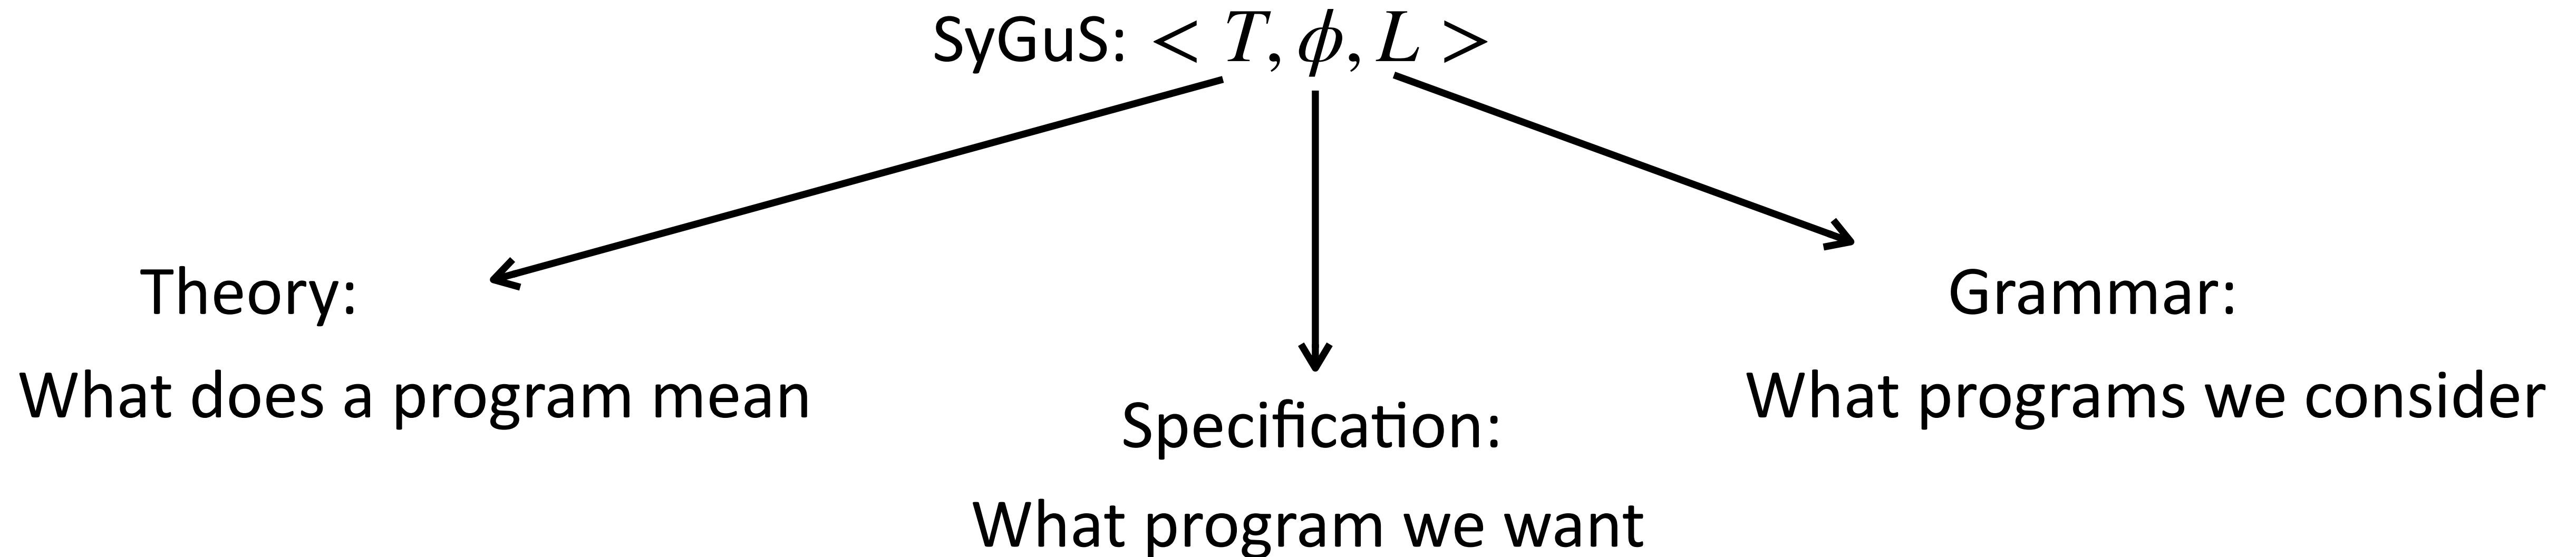 SyGuS: < T, ϕ, L >
Theory:
What does a program mean
Specification:
What program we want
Grammar:
What programs we consider